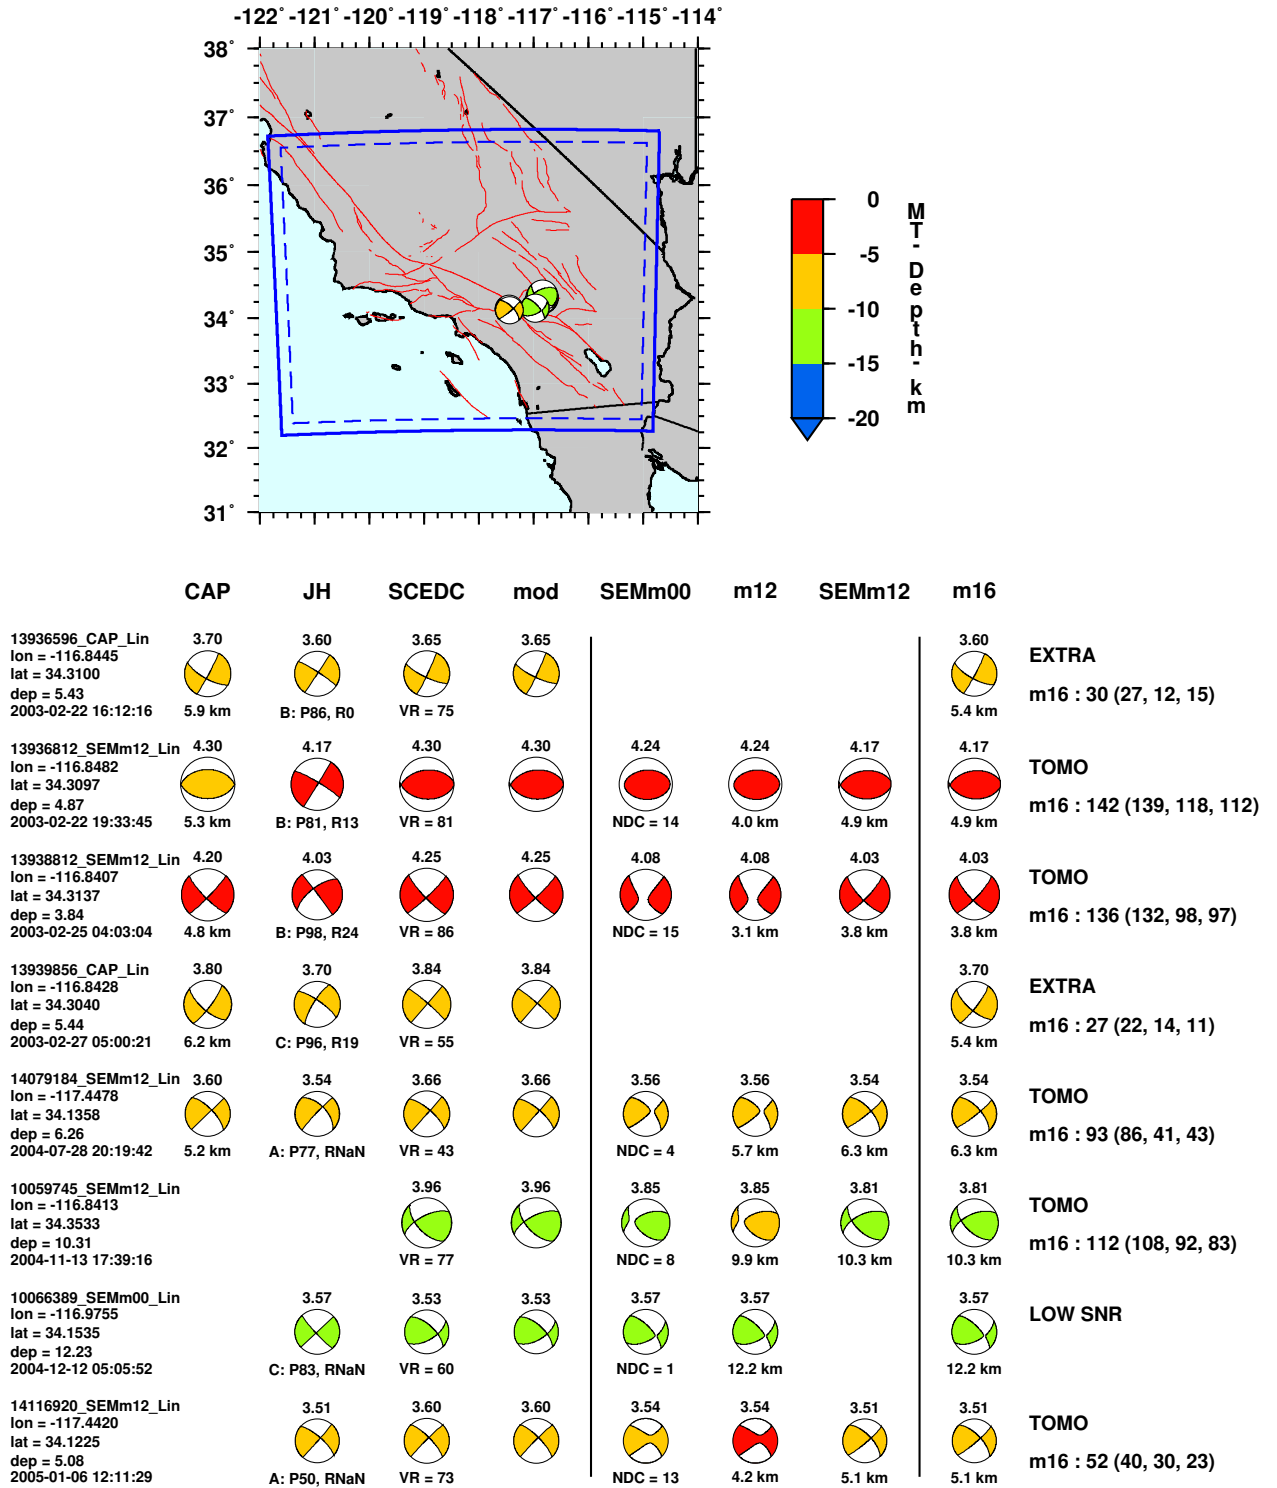 -122° -121° -120° -119° -118° -117° -116° -115° -114°
38°
37°
36°
35°
34°
33°
32°
31°
0
-5
-10
-15
-20
MT-Depth-km
CAP JH SCEDC mod SEMm00 m12 SEMm12 m16
13936596_CAP_Lin 3.70 3.60 3.65 3.65 3.60
lon = -116.8445
lat = 34.3100
dep = 5.43
2003-02-22 16:12:16 5.9 km B: P86, R0 VR = 75 5.4 km
EXTRA
m16 : 30 (27, 12, 15)
13936812_SEMm12_Lin 4.30 4.17 4.30 4.30 4.24 4.24 4.17 4.17
lon = -116.8482
lat = 34.3097
dep = 4.87
2003-02-22 19:33:45 5.3 km B: P81, R13 VR = 81 NDC = 14 4.0 km 4.9 km 4.9 km
TOMO
m16 : 142 (139, 118, 112)
13938812_SEMm12_Lin 4.20 4.03 4.25 4.25 4.08 4.08 4.03 4.03
lon = -116.8407
lat = 34.3137
dep = 3.84
2003-02-25 04:03:04 4.8 km B: P98, R24 VR = 86 NDC = 15 3.1 km 3.8 km 3.8 km
TOMO
m16 : 136 (132, 98, 97)
13939856_CAP_Lin 3.80 3.70 3.84 3.84 3.70
lon = -116.8428
lat = 34.3040
dep = 5.44
2003-02-27 05:00:21 6.2 km C: P96, R19 VR = 55 5.4 km
EXTRA
m16 : 27 (22, 14, 11)
14079184_SEMm12_Lin 3.60 3.54 3.66 3.66 3.56 3.56 3.54 3.54
lon = -117.4478
lat = 34.1358
dep = 6.26
2004-07-28 20:19:42 5.2 km A: P77, RNaN VR = 43 NDC = 4 5.7 km 6.3 km 6.3 km
TOMO
m16 : 93 (86, 41, 43)
10059745_SEMm12_Lin 3.96 3.96 3.85 3.85 3.81 3.81
lon = -116.8413
lat = 34.3533
dep = 10.31
2004-11-13 17:39:16 VR = 77 NDC = 8 9.9 km 10.3 km 10.3 km
TOMO
m16 : 112 (108, 92, 83)
10066389_SEMm00_Lin 3.57 3.53 3.53 3.57 3.57 3.57
lon = -116.9755
lat = 34.1535
dep = 12.23
2004-12-12 05:05:52 C: P83, RNaN VR = 60 NDC = 1 12.2 km 12.2 km
LOW SNR
14116920_SEMm12_Lin 3.51 3.60 3.60 3.54 3.54 3.51 3.51
lon = -117.4420
lat = 34.1225
dep = 5.08
2005-01-06 12:11:29 A: P50, RNaN VR = 73 NDC = 13 4.2 km 5.1 km 5.1 km
TOMO
m16 : 52 (40, 30, 23)